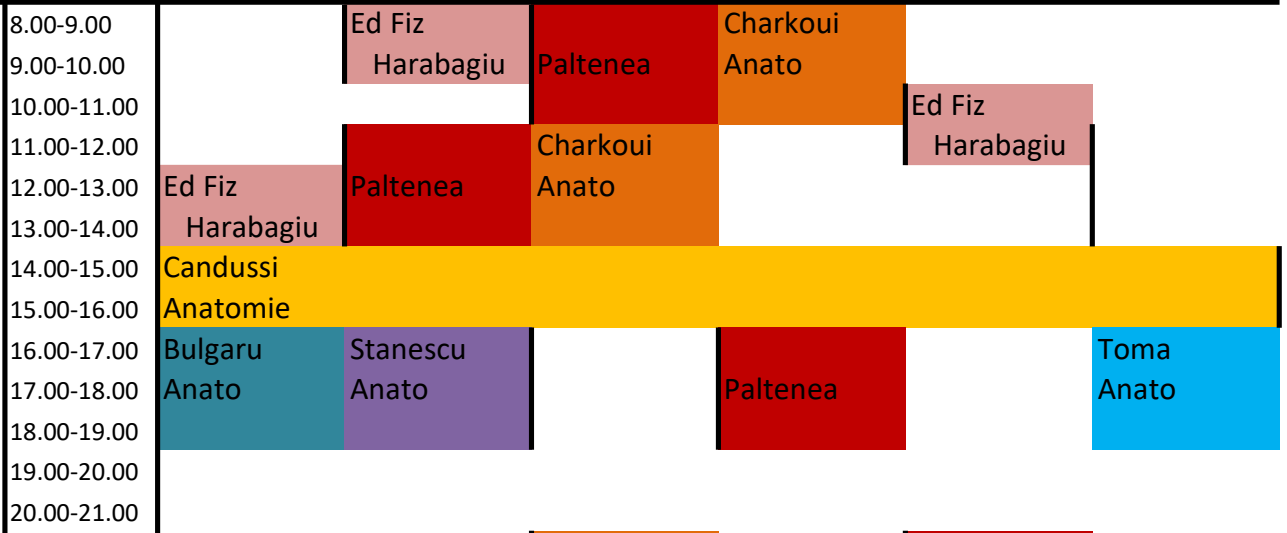 8.00-9.00 Ed Fiz Charkoui
9.00-10.00 Harabagiu Paltenea Anato
10.00-11.00 Ed Fiz
11.00-12.00 Charkoui Harabagiu
12.00-13.00 Ed Fiz Paltenea Anato
13.00-14.00 Harabagiu
14.00-15.00 Candussi
15.00-16.00 Anatomie
16.00-17.00 Bulgaru Stanescu Toma
17.00-18.00 Anato Anato Paltenea Anato
18.00-19.00
19.00-20.00
20.00-21.00